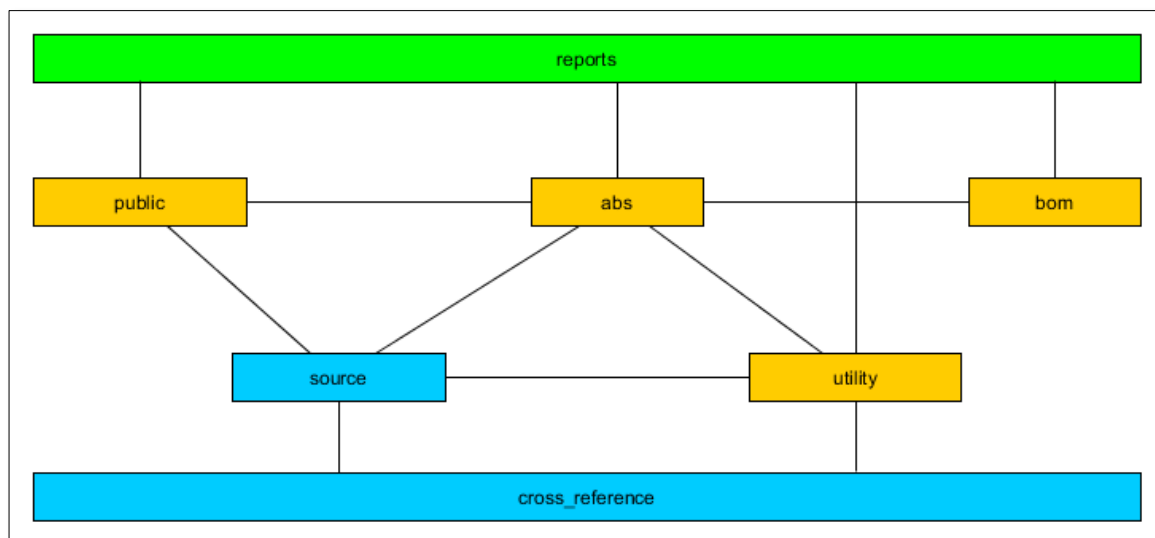 reports
public
abs
bom
source
utility
cross_reference